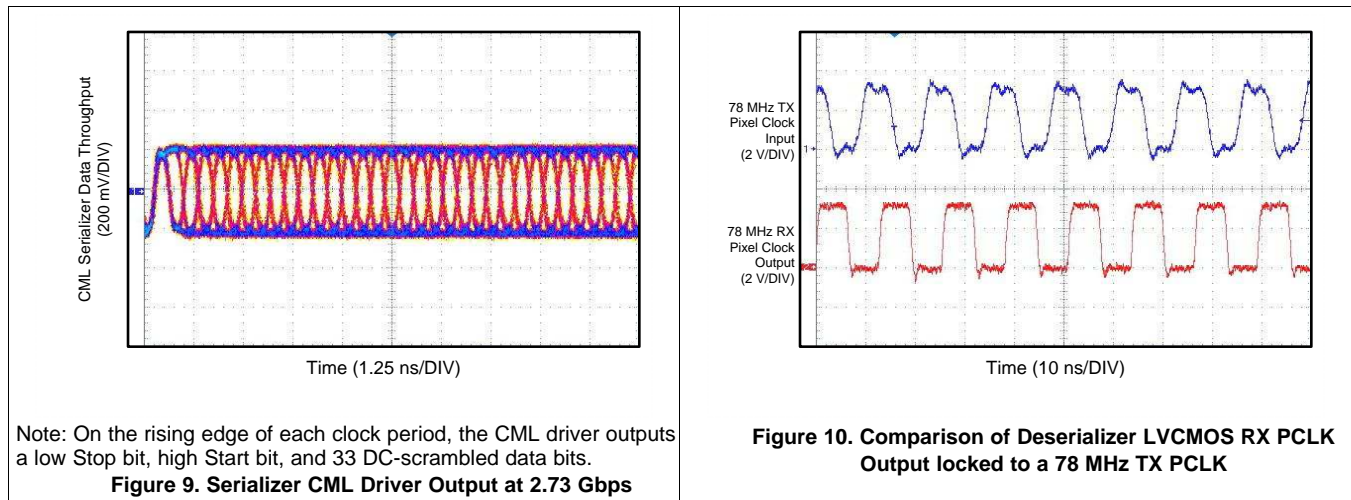 CML Serializer Data Throughput
(200 mV/DIV)
Time (1.25 ns/DIV)
Note: On the rising edge of each clock period, the CML driver outputs
a low Stop bit, high Start bit, and 33 DC-scrambled data bits.
Figure 9. Serializer CML Driver Output at 2.73 Gbps
78 MHz TX
Pixel Clock
Input
(2 V/DIV)
1
78 MHz RX
Pixel Clock
Output
(2 V/DIV)
Time (10 ns/DIV)
Figure 10. Comparison of Deserializer LVCMOS RX PCLK
Output locked to a 78 MHz TX PCLK